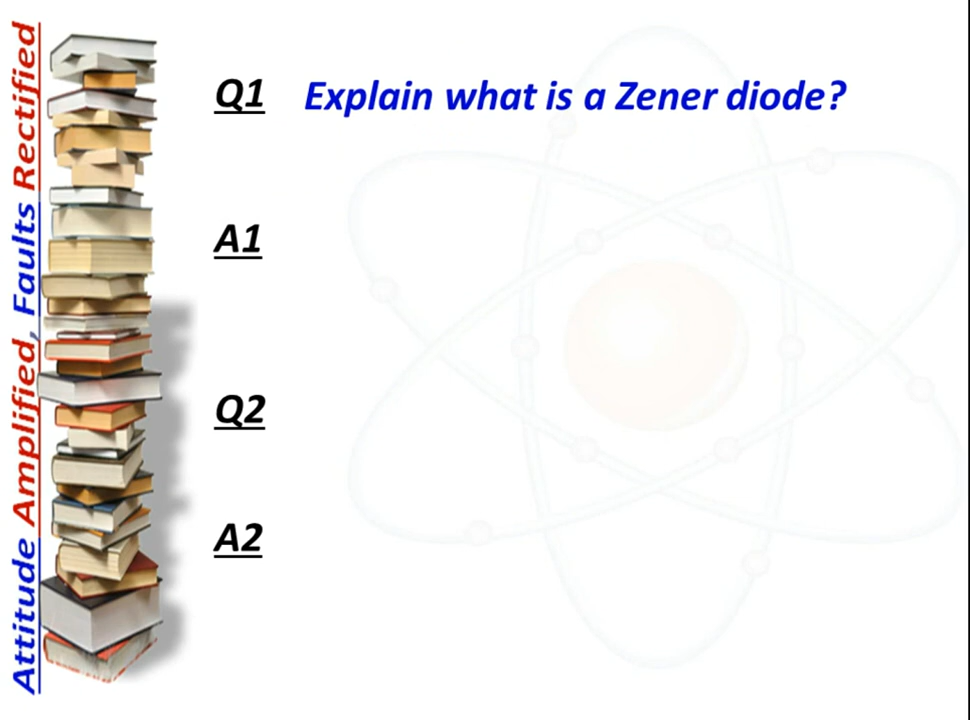 Attitude Amplified, Faults Rectified
Q1 Explain what is a Zener diode?
A1
Q2
A2